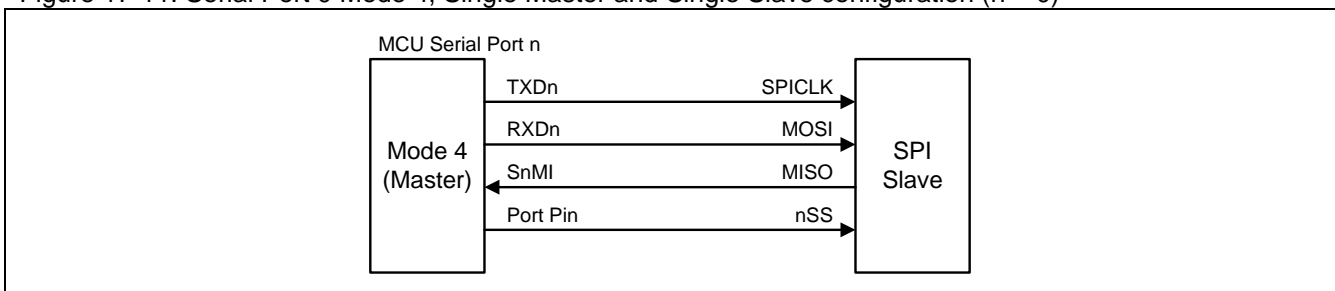 MCU Serial Port n
TXDn SPICLK
RXDn MOSI
Mode 4
(Master)
SPI
Slave
SnMI MISO
Port Pin nSS